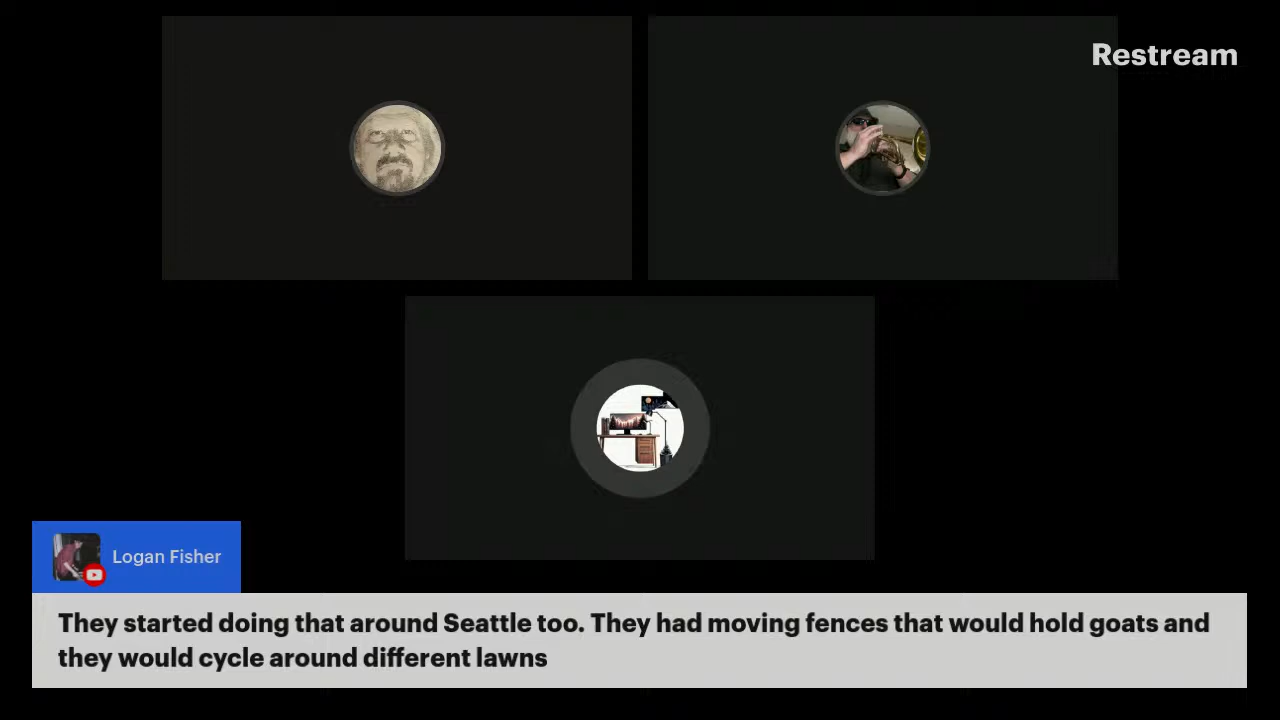 Restream
Logan Fisher
They started doing that around Seattle too. They had moving fences that would hold goats and
they would cycle around different lawns